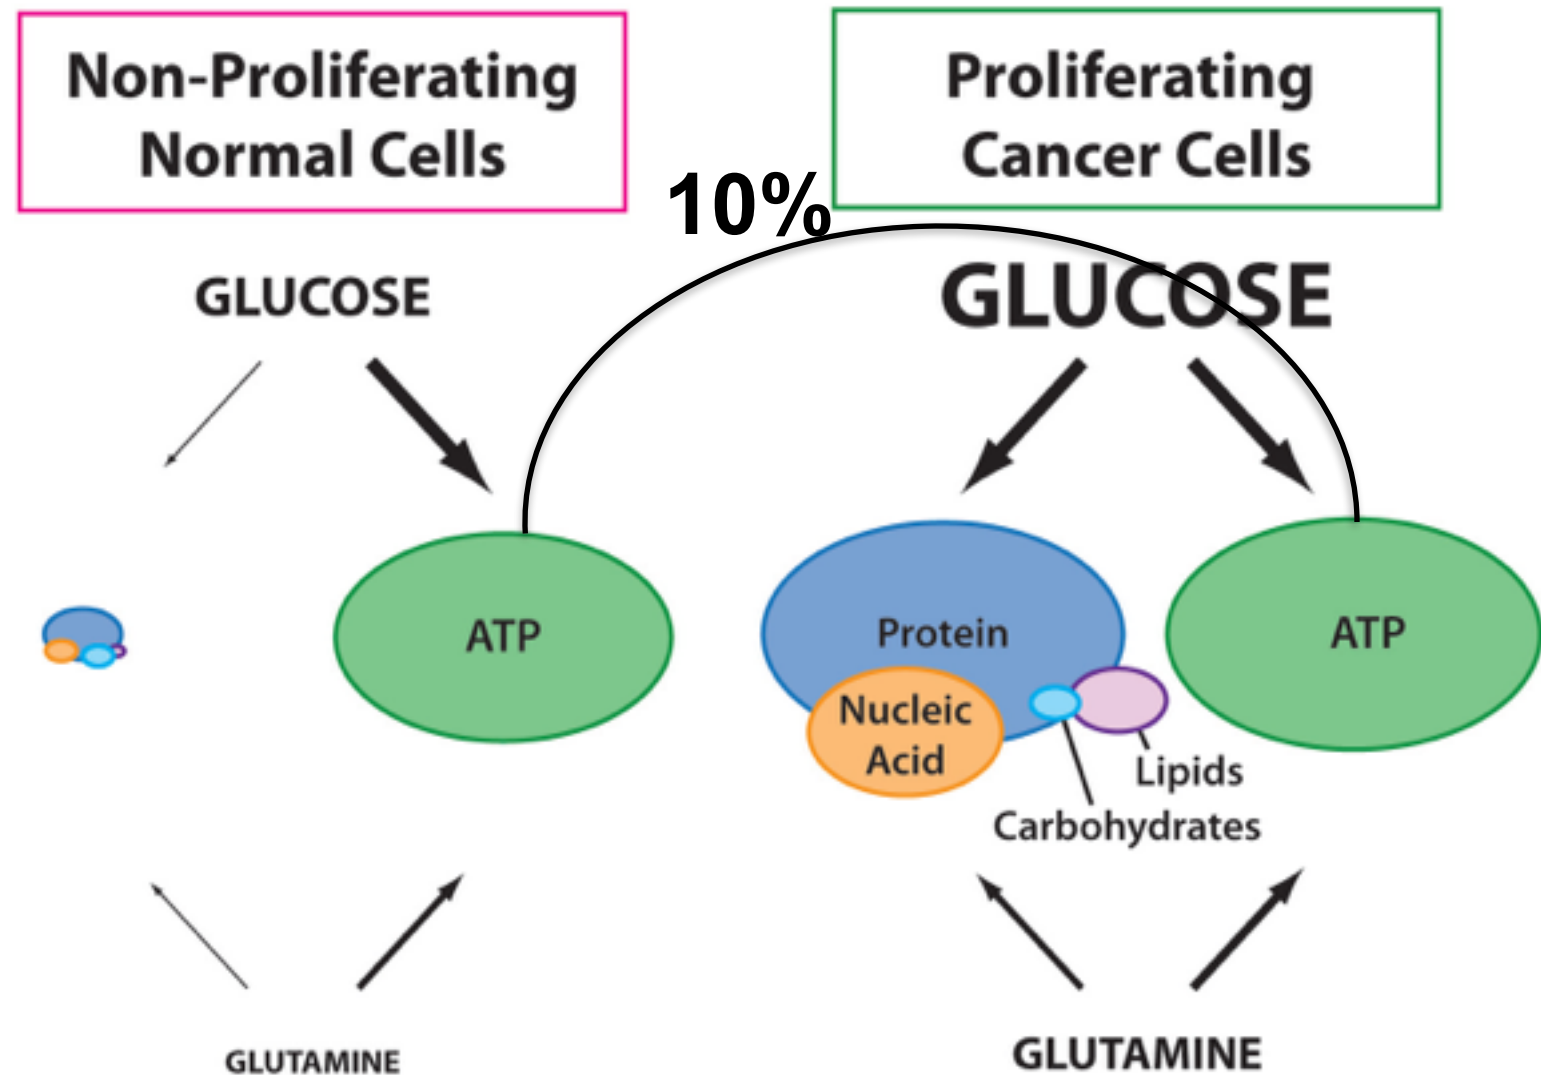 Non-Proliferating
Normal Cells
Proliferating
Cancer Cells
10%
GLUCOSE
GLUCOSE
ATP
Protein
ATP
Nucleic
Acid
Lipids
Carbohydrates
GLUTAMINE
GLUTAMINE